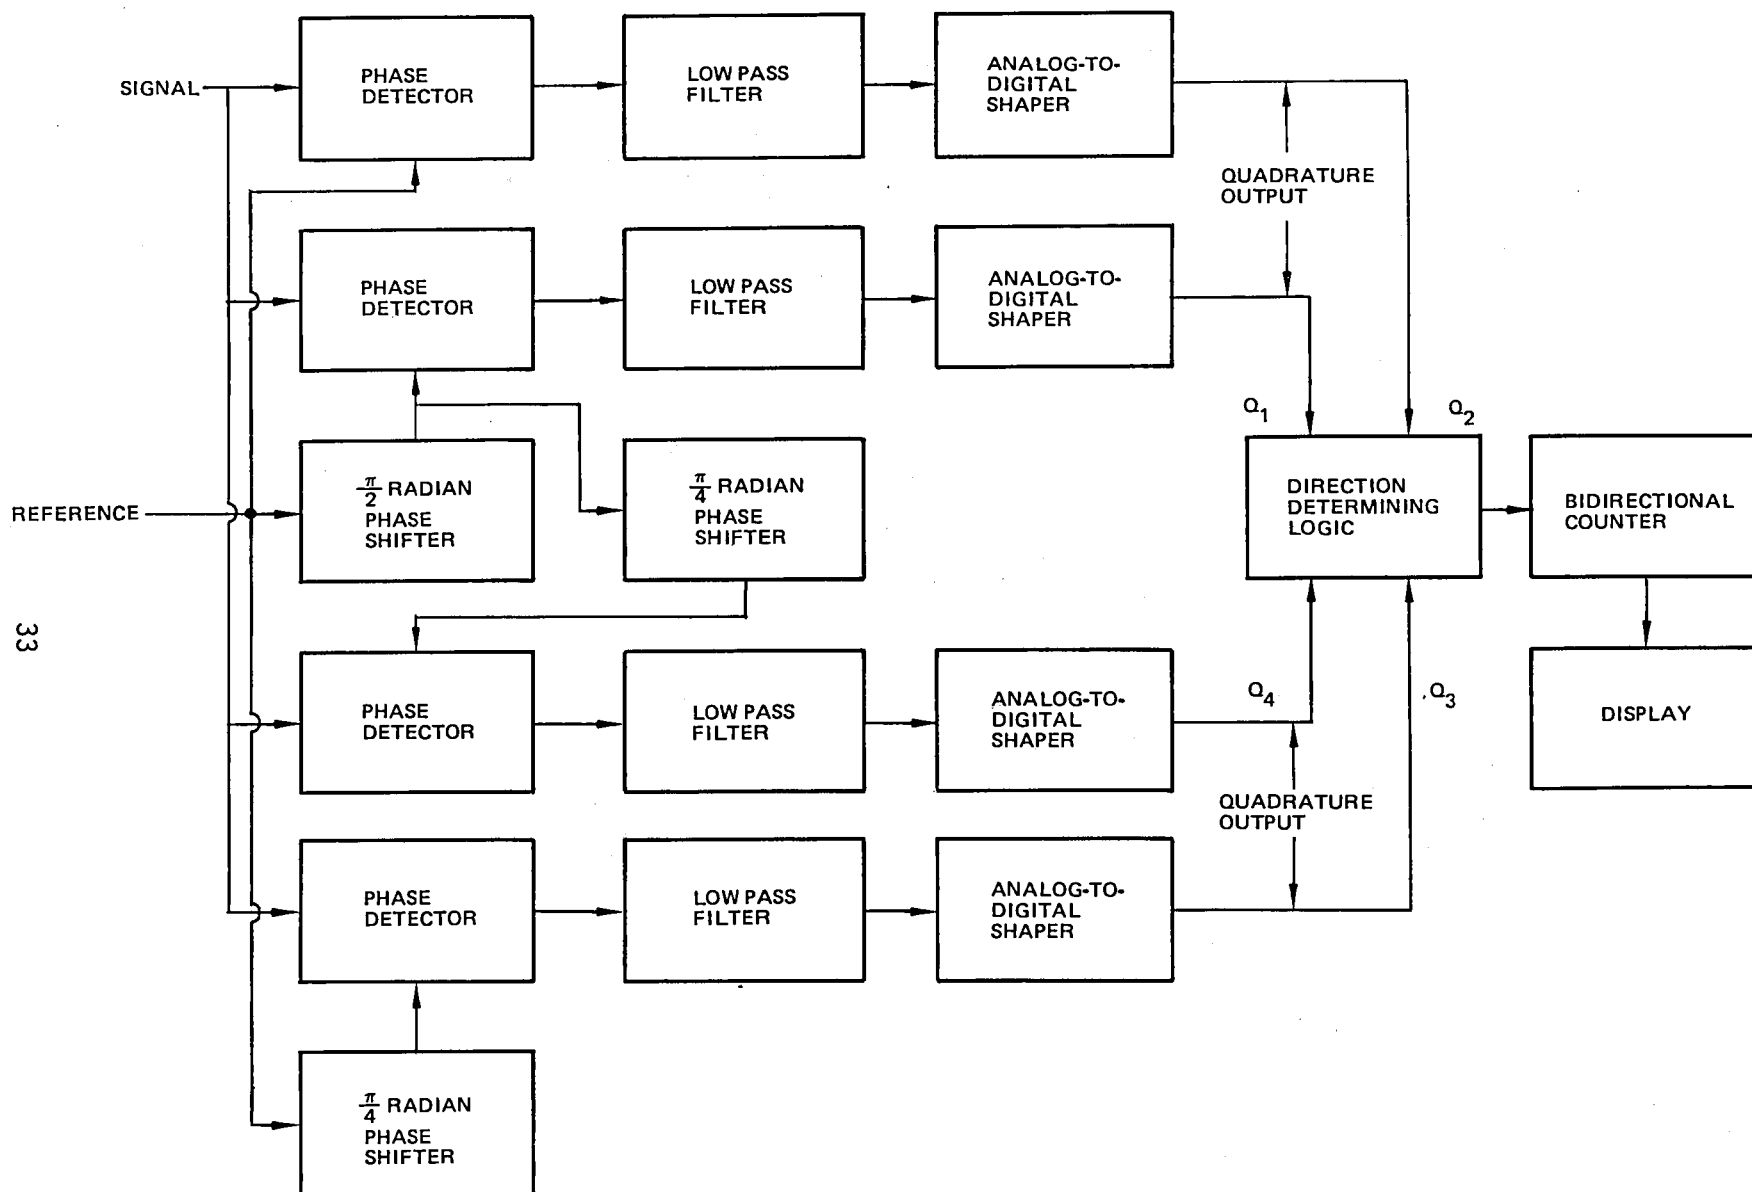 SIGNAL
PHASE
DETECTOR
LOW PASS
FILTER
ANALOG-TO-
DIGITAL
SHAPER
QUADRATURE
OUTPUT
PHASE
DETECTOR
LOW PASS
FILTER
ANALOG-TO-
DIGITAL
SHAPER
Q1
Q2
REFERENCE
π/2 RADIAN
PHASE
SHIFTER
π/4 RADIAN
PHASE
SHIFTER
DIRECTION
DETERMINING
LOGIC
BIDIRECTIONAL
COUNTER
33
PHASE
DETECTOR
LOW PASS
FILTER
ANALOG-TO-
DIGITAL
SHAPER
Q4
Q3
DISPLAY
QUADRATURE
OUTPUT
PHASE
DETECTOR
LOW PASS
FILTER
ANALOG-TO-
DIGITAL
SHAPER
π/4 RADIAN
PHASE
SHIFTER